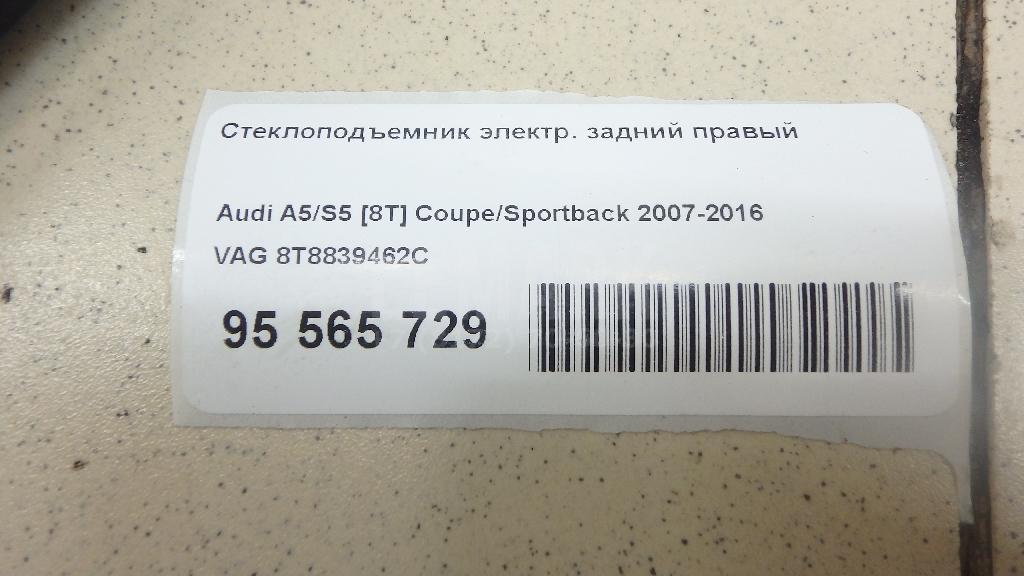 Стеклоподъемник электр. задний правый
Audi A5/S5 [8T] Coupe/Sportback 2007-2016
VAG 8T8839462C
95 565 729